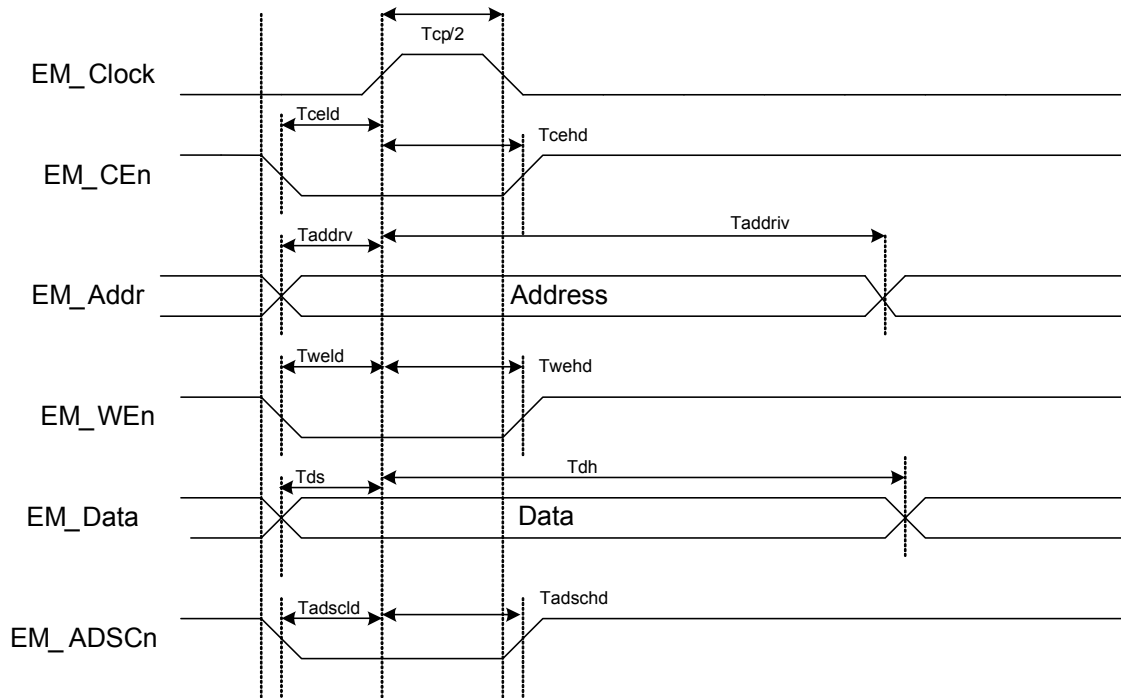 Tcp/2
EM_Clock
Tceld
Tcehd
EM_CEn
Taddrv
Taddriv
EM_Addr
Address
Tweld
Twehd
EM_WEn
Tds
Tdh
EM_Data
Data
Tadscld
Tadschd
EM_ADSCn